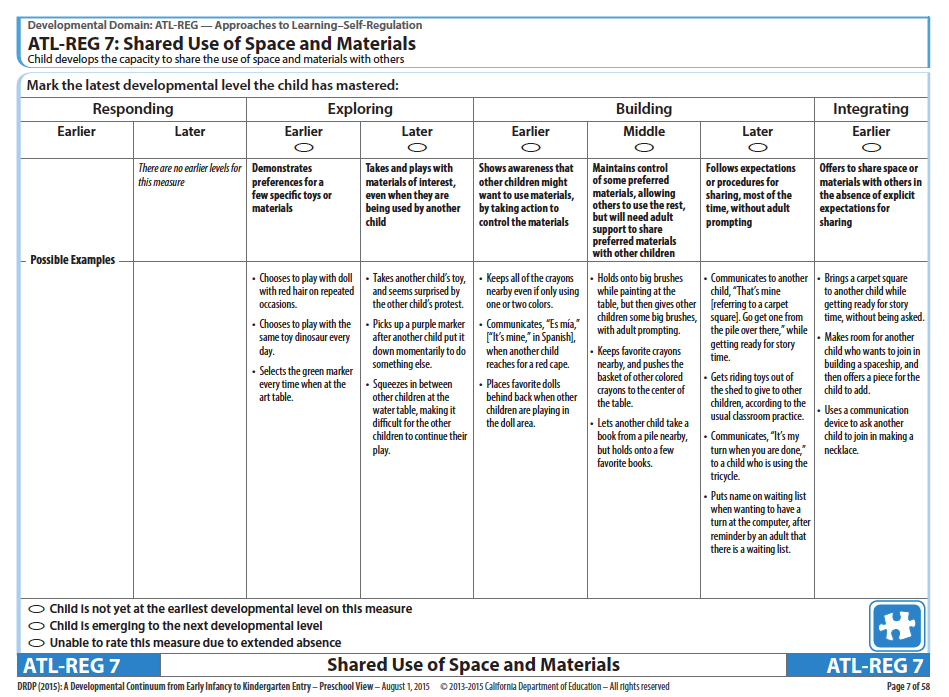 Developmental Domain: ATL-REG — Approaches to Learning–Self-Regulation
ATL-REG 7: Shared Use of Space and Materials
Child develops the capacity to share the use of space and materials with others
Mark the latest developmental level the child has mastered:
Responding Exploring Building Integrating
Earlier Later Earlier Later Earlier Middle Later Earlier
There are no earlier levels for
this measure
Demonstrates
preferences for a
few specific toys or
materials
Takes and plays with
materials of interest,
even when they are
being used by another
child
Shows awareness that
other children might
want to use materials,
by taking action to
control the materials
Maintains control
of some preferred
materials, allowing
others to use the rest,
but will need adult
support to share
preferred materials
with other children
Follows expectations
or procedures for
sharing, most of the
time, without adult
prompting
Offers to share space or
materials with others in
the absence of explicit
expectations for
sharing
Possible Examples
• Chooses to play with doll
with red hair on repeated
occasions.
• Chooses to play with the
same toy dinosaur every
day.
• Selects the green marker
every time when at the
art table.
• Takes another child's toy,
and seems surprised by
the other child's protest.
• Picks up a purple marker
after another child put it
down momentarily to do
something else.
• Squeezes in between
other children at the
water table, making it
difficult for the other
children to continue their
play.
• Keeps all of the crayons
nearby even if only using
one or two colors.
• Communicates, "Es mía,"
["It's mine," in Spanish],
when another child
reaches for a red cape.
• Places favorite dolls
behind back when other
children are playing in
the doll area.
• Holds onto big brushes
while painting at the
table, but then gives other
children some big brushes,
with adult prompting.
• Keeps favorite crayons
nearby, and pushes the
basket of other colored
crayons to the center of
the table.
• Lets another child take a
book from a pile nearby,
but holds onto a few
favorite books.
• Communicates to another
child, "That's mine
[referring to a carpet
square]. Go get one from
the pile over there," while
getting ready for story
time.
• Gets riding toys out of
the shed to give to other
children, according to the
usual classroom practice.
• Communicates, "It's my
turn when you are done,"
to a child who is using the
tricycle.
• Puts name on waiting list
when wanting to have a
turn at the computer, after
reminder by an adult that
there is a waiting list.
• Brings a carpet square
to another child while
getting ready for story
time, without being asked.
• Makes room for another
child who wants to join in
building a spaceship, and
then offers a piece for the
child to add.
• Uses a communication
device to ask another
child to join in making a
necklace.
Child is not yet at the earliest developmental level on this measure
Child is emerging to the next developmental level
Unable to rate this measure due to extended absence
ATL-REG 7 Shared Use of Space and Materials ATL-REG 7
DRDP (2015): A Developmental Continuum from Early Infancy to Kindergarten Entry – Preschool View – August 1, 2015 © 2013-2015 California Department of Education – All rights reserved Page 7 of 58